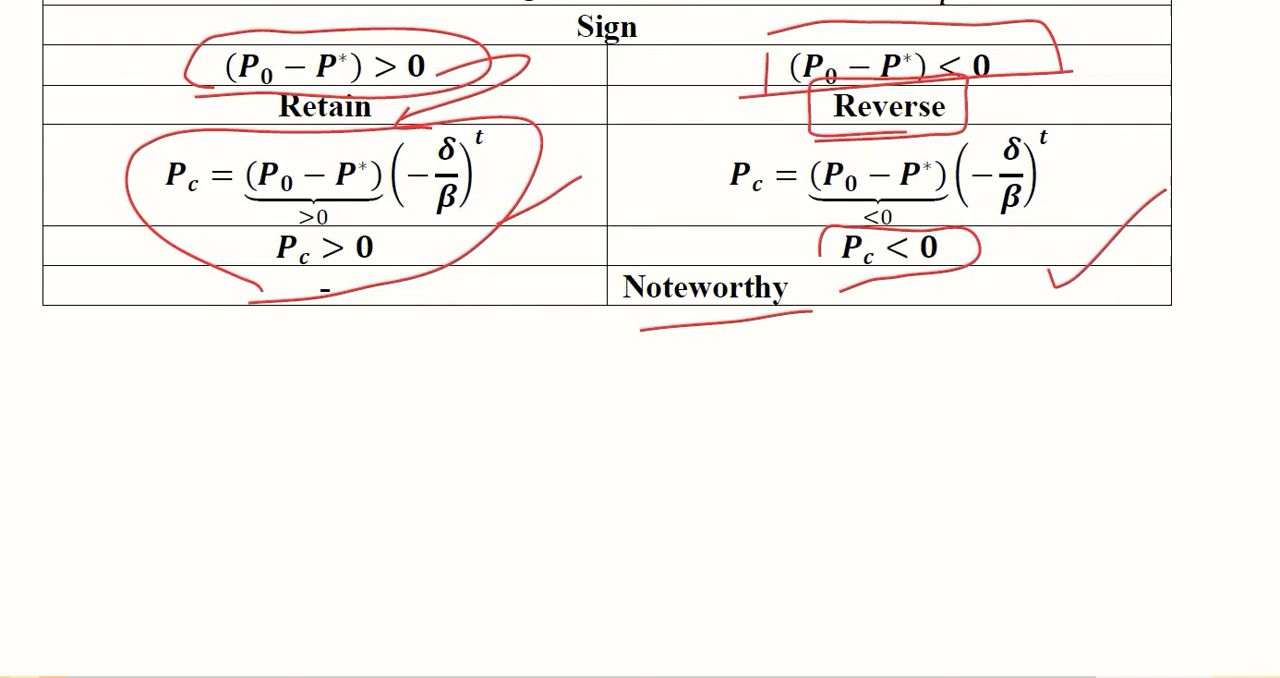 Sign
(P₀ − P*) > 0 (P₀ − P*) < 0
Retain Reverse
P_c = (P₀ − P*) (−δ/β)^t P_c = (P₀ − P*) (−δ/β)^t
>0 <0
P_c > 0 P_c < 0
- Noteworthy